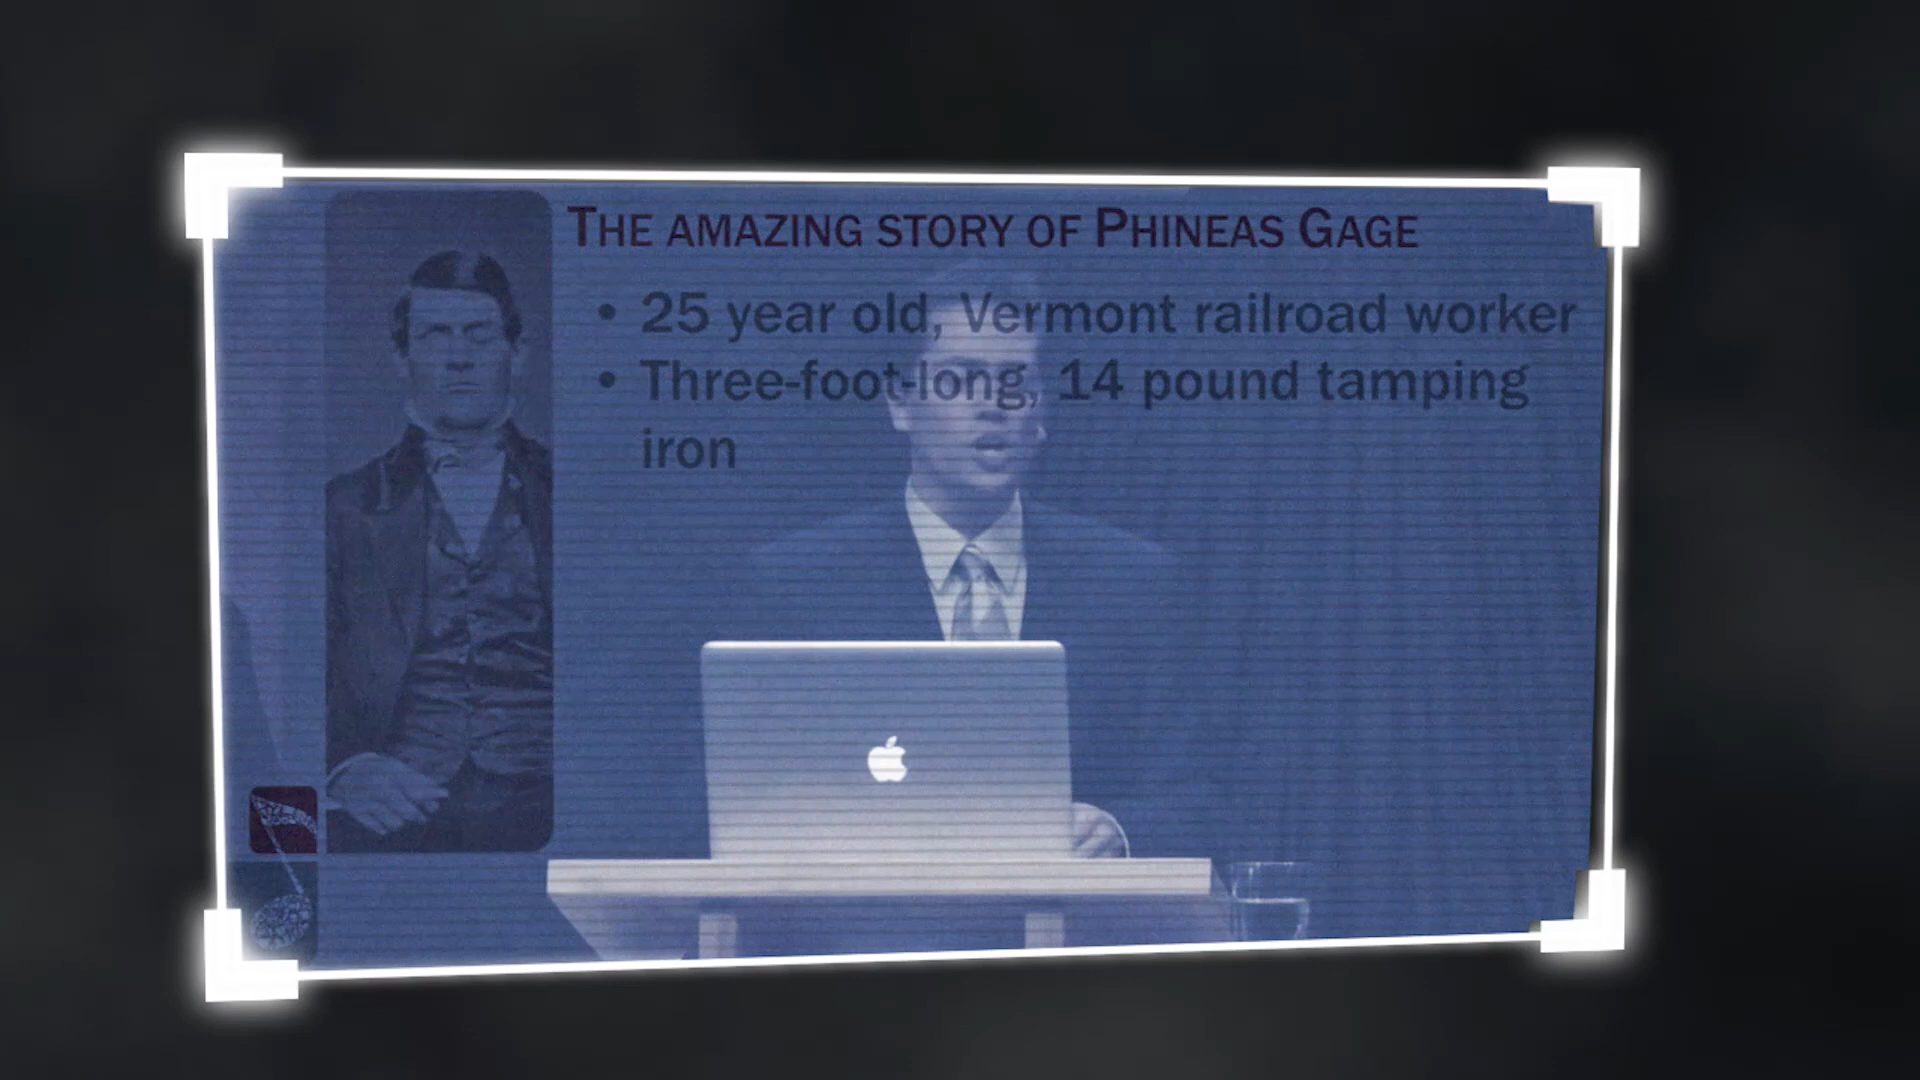 THE AMAZING STORY OF PHINEAS GAGE
• 25 year old, Vermont railroad worker
• Three-foot-long, 14 pound tamping
iron